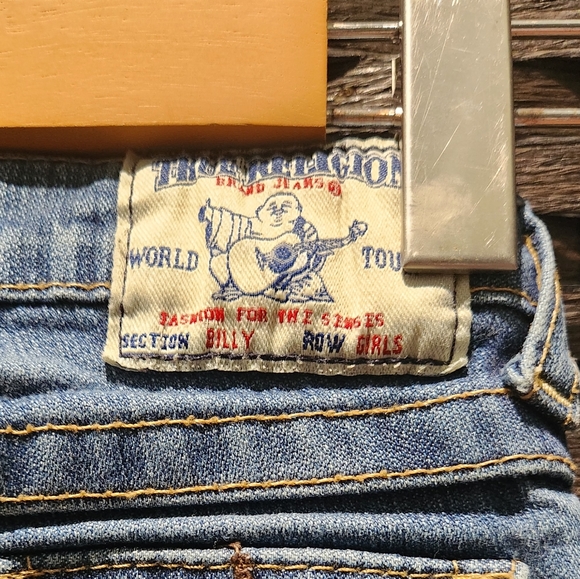 TRUE RELIGION
BRAND JEANS®
WORLD TOU
FASHION FOR THE SENSES
SECTION BILLY ROW GIRLS